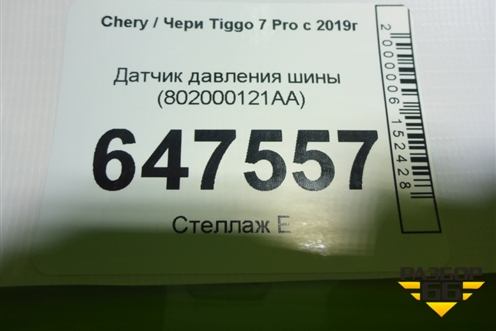 Chery / Чери Tiggo 7 Pro с 2019г
Датчик давления шины
(802000121AA)
647557
Стеллаж Е
2000006152428
РАЗБОР
66